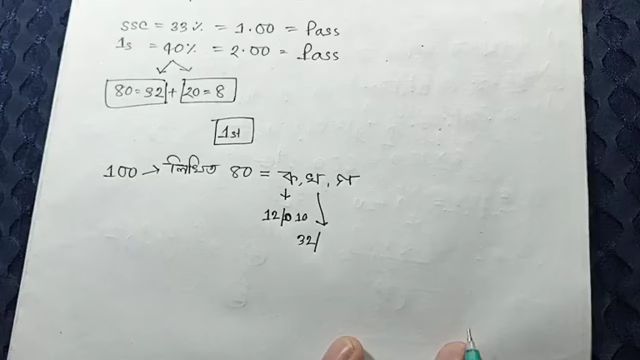 SSC = 33% = 1.00 = Pass
1s = 40% = 2.00 = Pass
80=32 + 20=8
1st
100 → লিখিত 80 = ক, খ, গ
12/ 10
32/